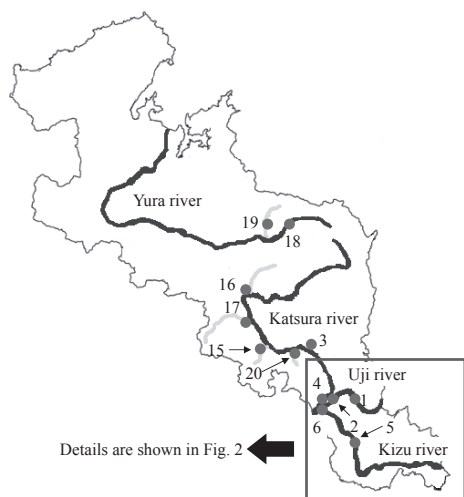 Yura river
19
18
16
Katsura river
17
3
15
20
Uji river
4
1
6
2
5
Details are shown in Fig. 2
Kizu river